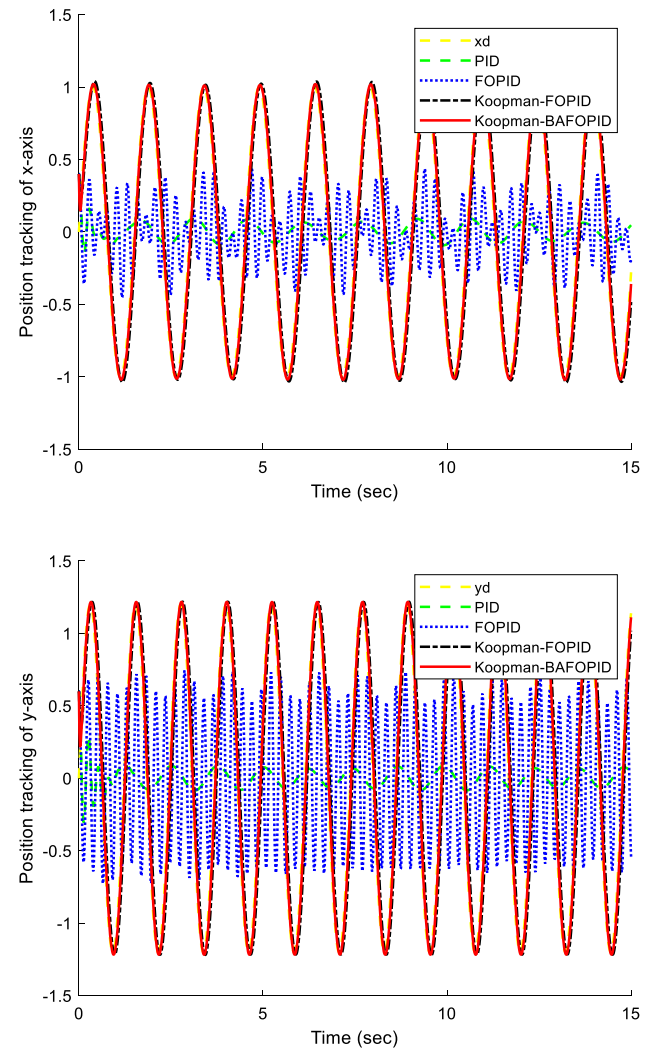 1.5
1
0.5
0
-0.5
-1
-1.5
Position tracking of x-axis
xd
PID
FOPID
Koopman-FOPID
Koopman-BAFOPID
0
5
10
15
Time (sec)
1.5
1
0.5
0
-0.5
-1
-1.5
Position tracking of y-axis
yd
PID
FOPID
Koopman-FOPID
Koopman-BAFOPID
0
5
10
15
Time (sec)